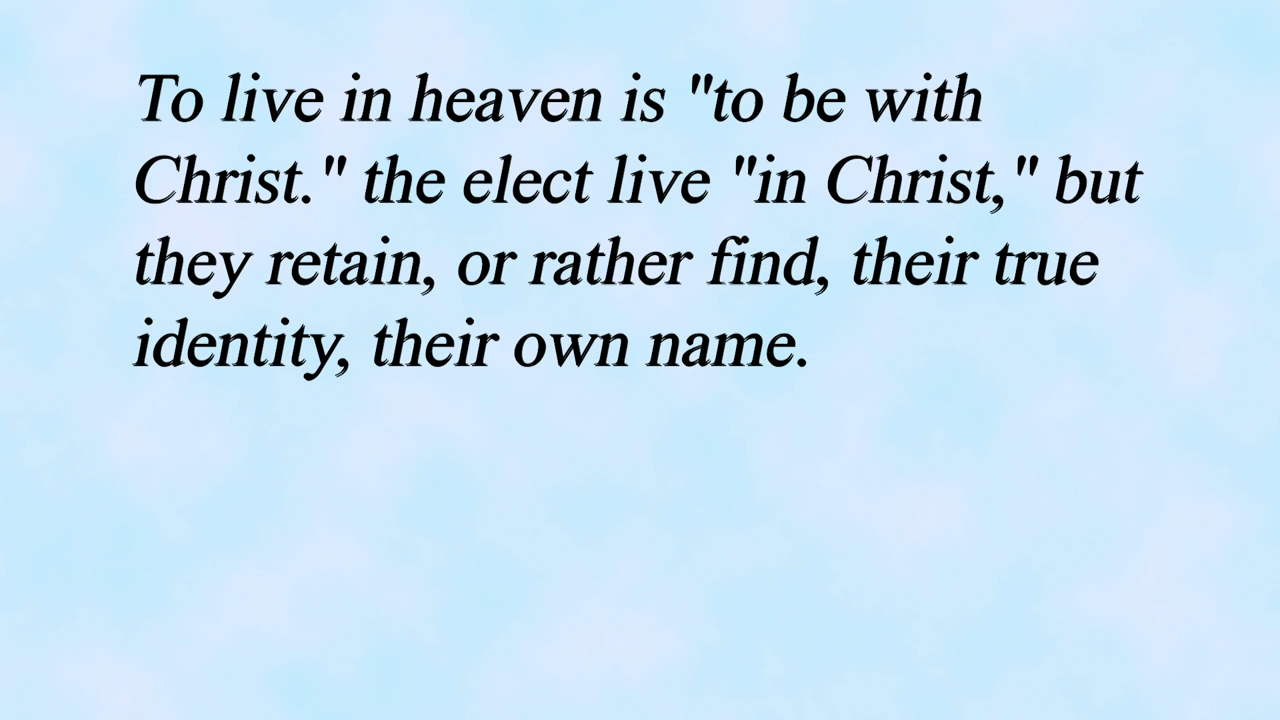 To live in heaven is "to be with
Christ." the elect live "in Christ," but
they retain, or rather find, their true
identity, their own name.